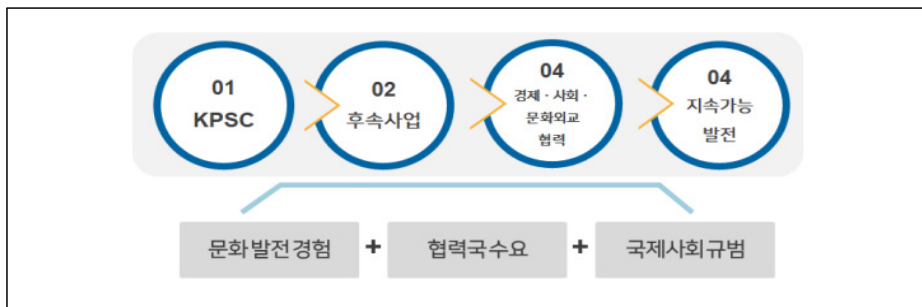 01
KPSC
02
후속사업
04
경제 · 사회 ·
문화외교
협력
04
지속가능
발전
문화 발전 경험 + 협력국 수요 + 국제사회 규범